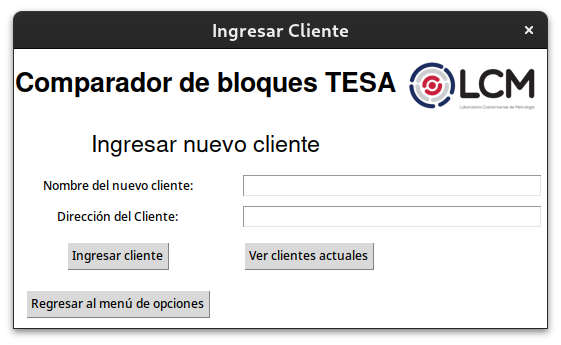 Ingresar Cliente
×
Comparador de bloques TESA
LCM
Laboratorio Costarricense de Metrología
Ingresar nuevo cliente
Nombre del nuevo cliente:
Dirección del Cliente:
Ingresar cliente
Ver clientes actuales
Regresar al menú de opciones